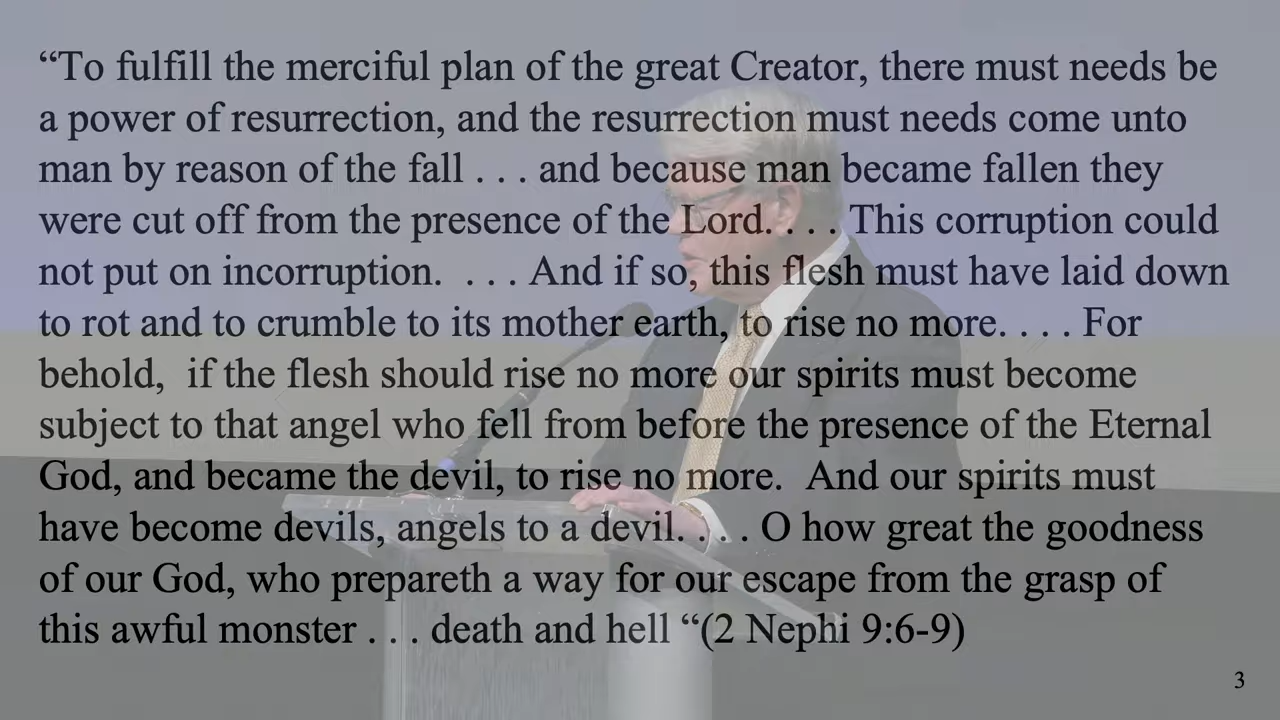 “To fulfill the merciful plan of the great Creator, there must needs be
a power of resurrection, and the resurrection must needs come unto
man by reason of the fall . . . and because man became fallen they
were cut off from the presence of the Lord. . . . This corruption could
not put on incorruption.  . . . And if so, this flesh must have laid down
to rot and to crumble to its mother earth, to rise no more. . . . For
behold,  if the flesh should rise no more our spirits must become
subject to that angel who fell from before the presence of the Eternal
God, and became the devil, to rise no more.  And our spirits must
have become devils, angels to a devil. . . . O how great the goodness
of our God, who prepareth a way for our escape from the grasp of
this awful monster . . . death and hell “(2 Nephi 9:6-9)
3